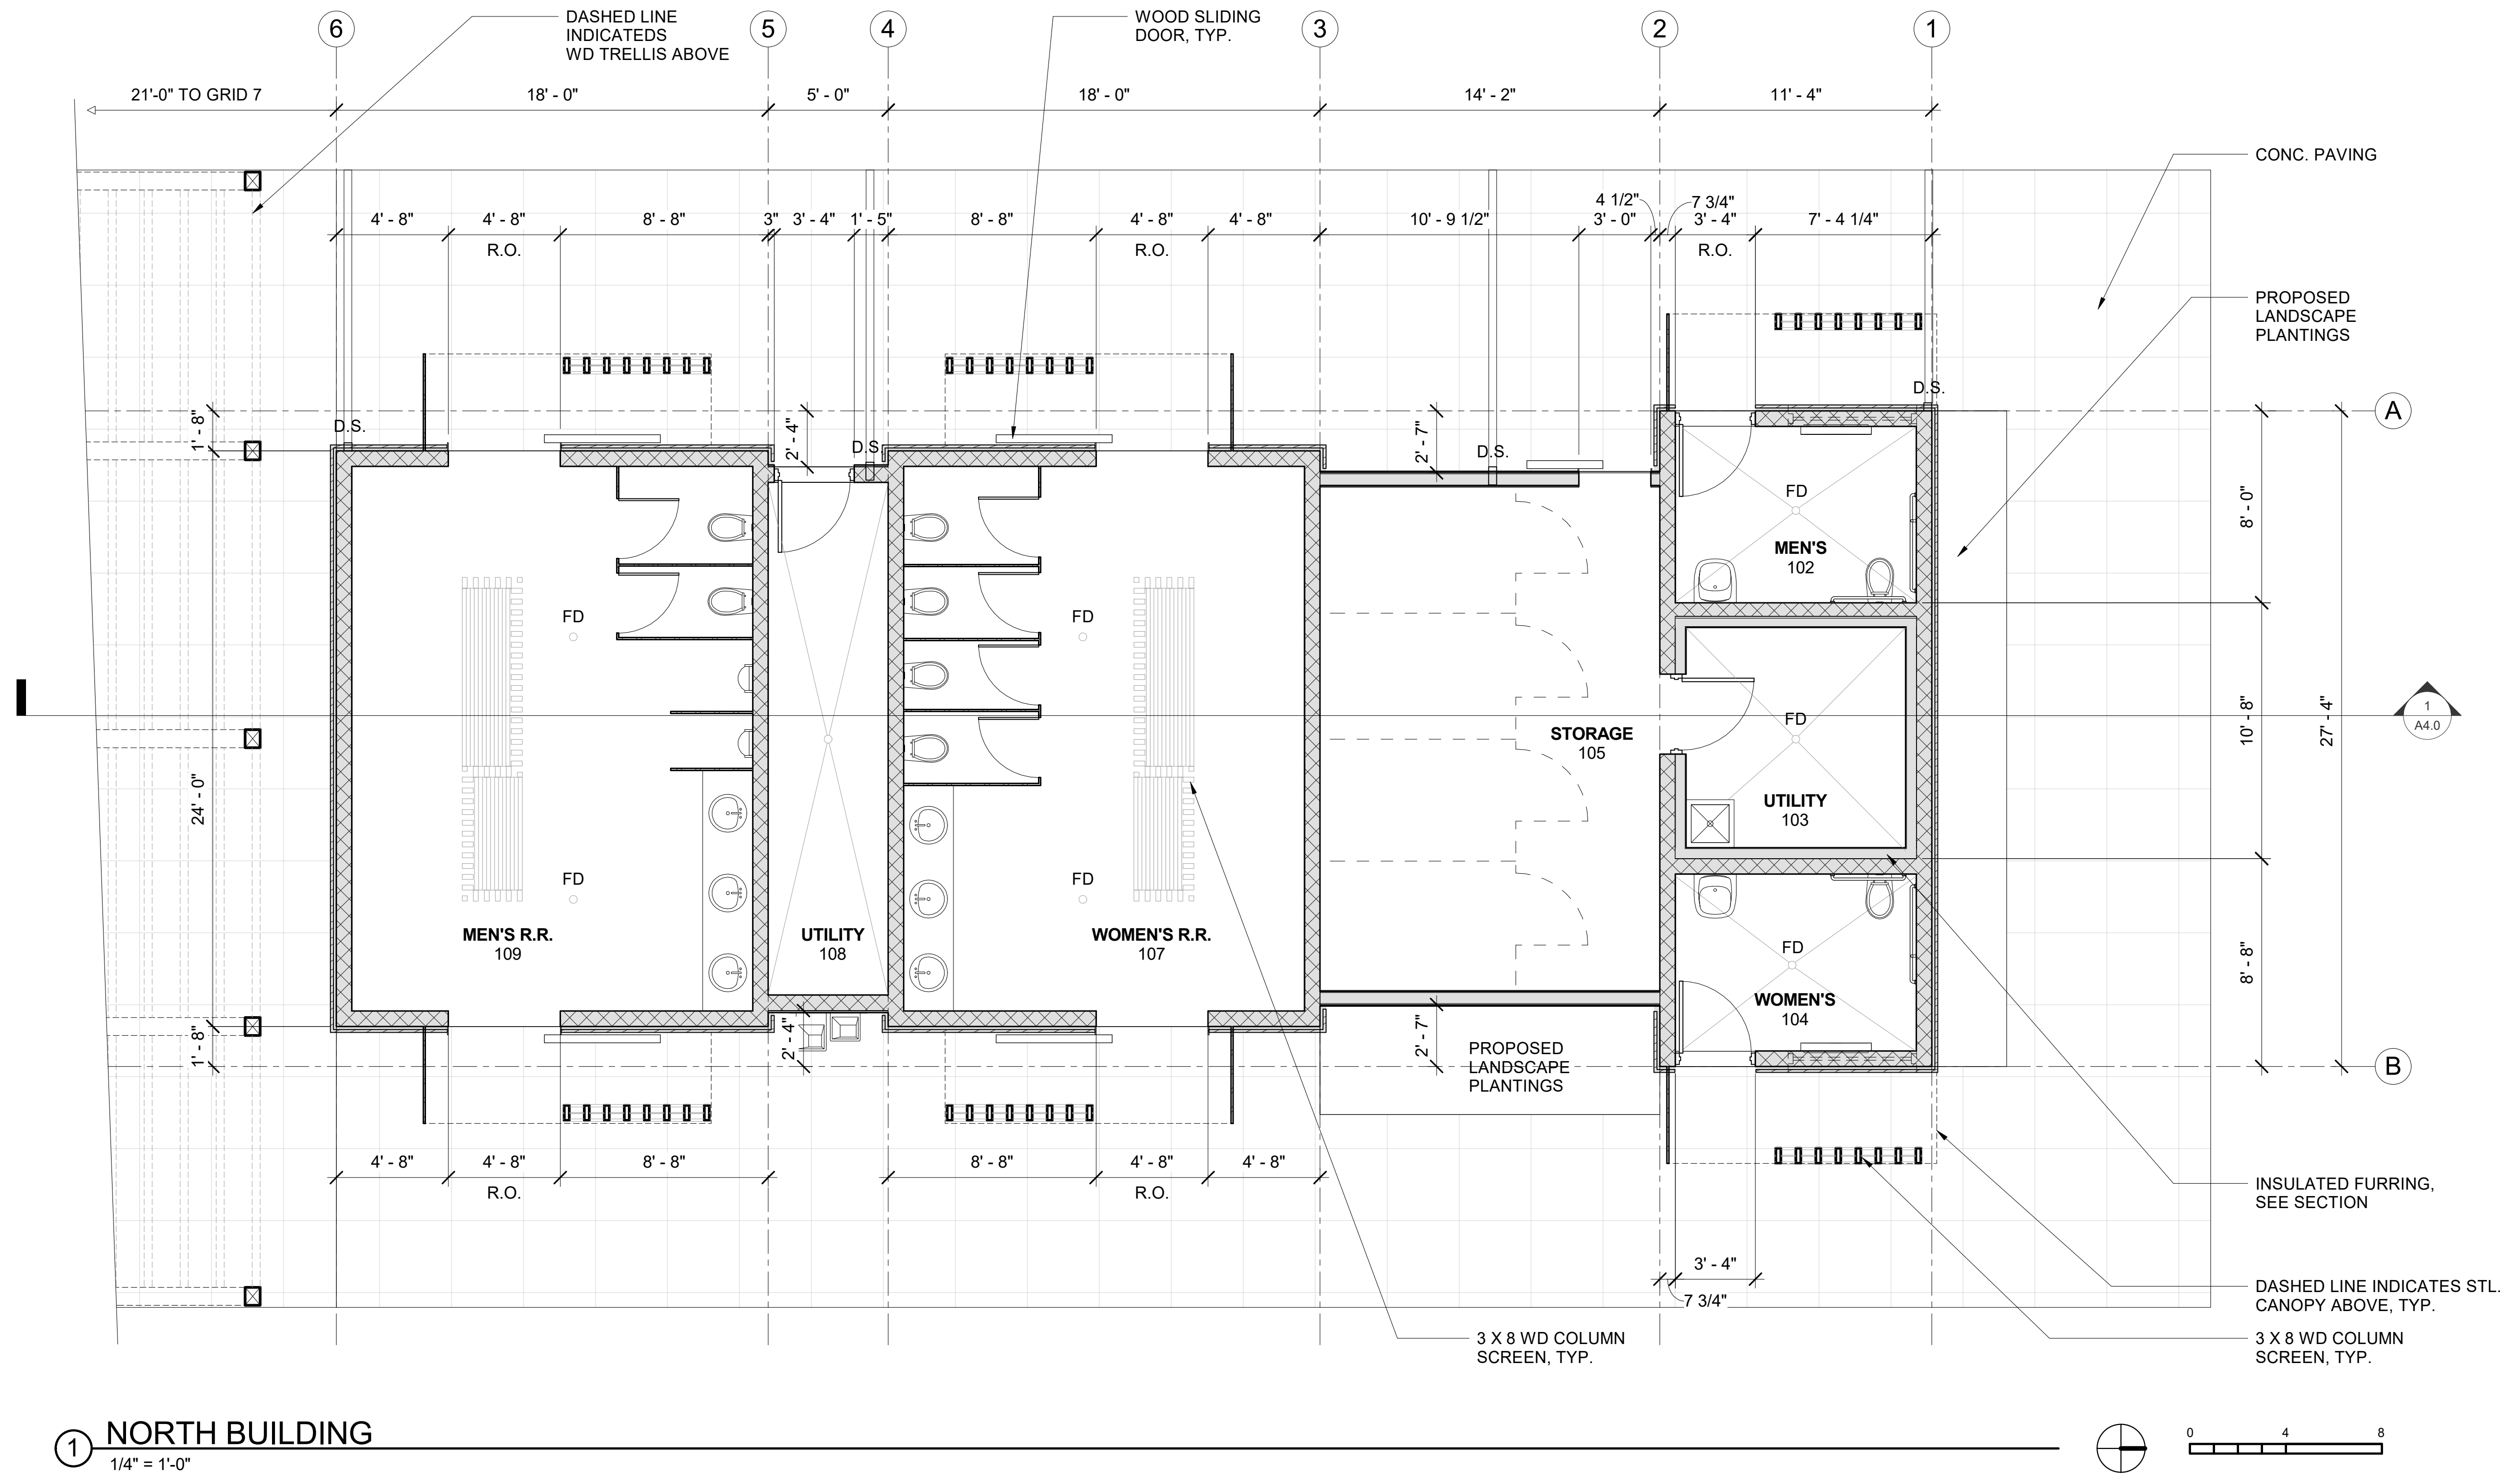 6
5
4
3
2
1
DASHED LINE
INDICATEDS
WD TRELLIS ABOVE
WOOD SLIDING
DOOR, TYP.
21'-0" TO GRID 7
18' - 0"
5' - 0"
18' - 0"
14' - 2"
11' - 4"
CONC. PAVING
4' - 8"
4' - 8"
R.O.
8' - 8"
3"
3' - 4"
1' - 5"
8' - 8"
4' - 8"
R.O.
4' - 8"
10' - 9 1/2"
3' - 0"
4 1/2"
7 3/4"
3' - 4"
R.O.
7' - 4 1/4"
PROPOSED
LANDSCAPE
PLANTINGS
D.S.
D.S.
D.S.
D.S.
A
1' - 8"
2' - 4"
2' - 7"
8' - 0"
FD
MEN'S
102
FD
FD
1
A4.0
10' - 8"
27' - 4"
FD
STORAGE
105
UTILITY
103
24' - 0"
FD
FD
MEN'S R.R.
109
UTILITY
108
WOMEN'S R.R.
107
FD
WOMEN'S
104
8' - 8"
1' - 8"
2' - 4"
2' - 7"
PROPOSED
LANDSCAPE
PLANTINGS
B
4' - 8"
4' - 8"
R.O.
8' - 8"
8' - 8"
4' - 8"
R.O.
4' - 8"
INSULATED FURRING,
SEE SECTION
3' - 4"
7 3/4"
DASHED LINE INDICATES STL.
CANOPY ABOVE, TYP.
3 X 8 WD COLUMN
SCREEN, TYP.
3 X 8 WD COLUMN
SCREEN, TYP.
1
NORTH BUILDING
1/4" = 1'-0"
0
4
8